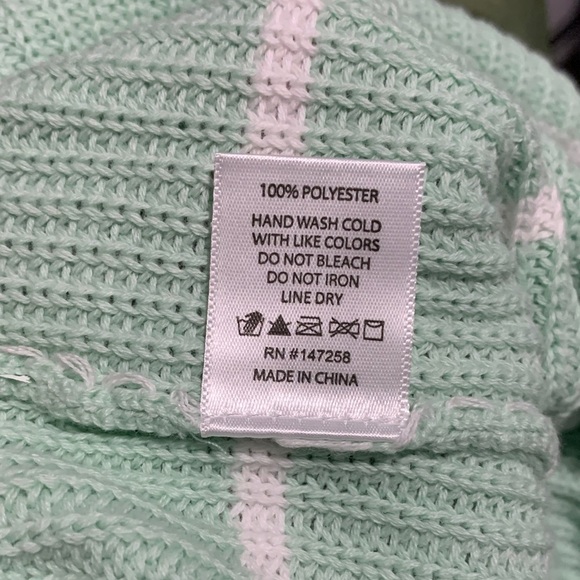 100% POLYESTER
HAND WASH COLD
WITH LIKE COLORS
DO NOT BLEACH
DO NOT IRON
LINE DRY
RN #147258
MADE IN CHINA